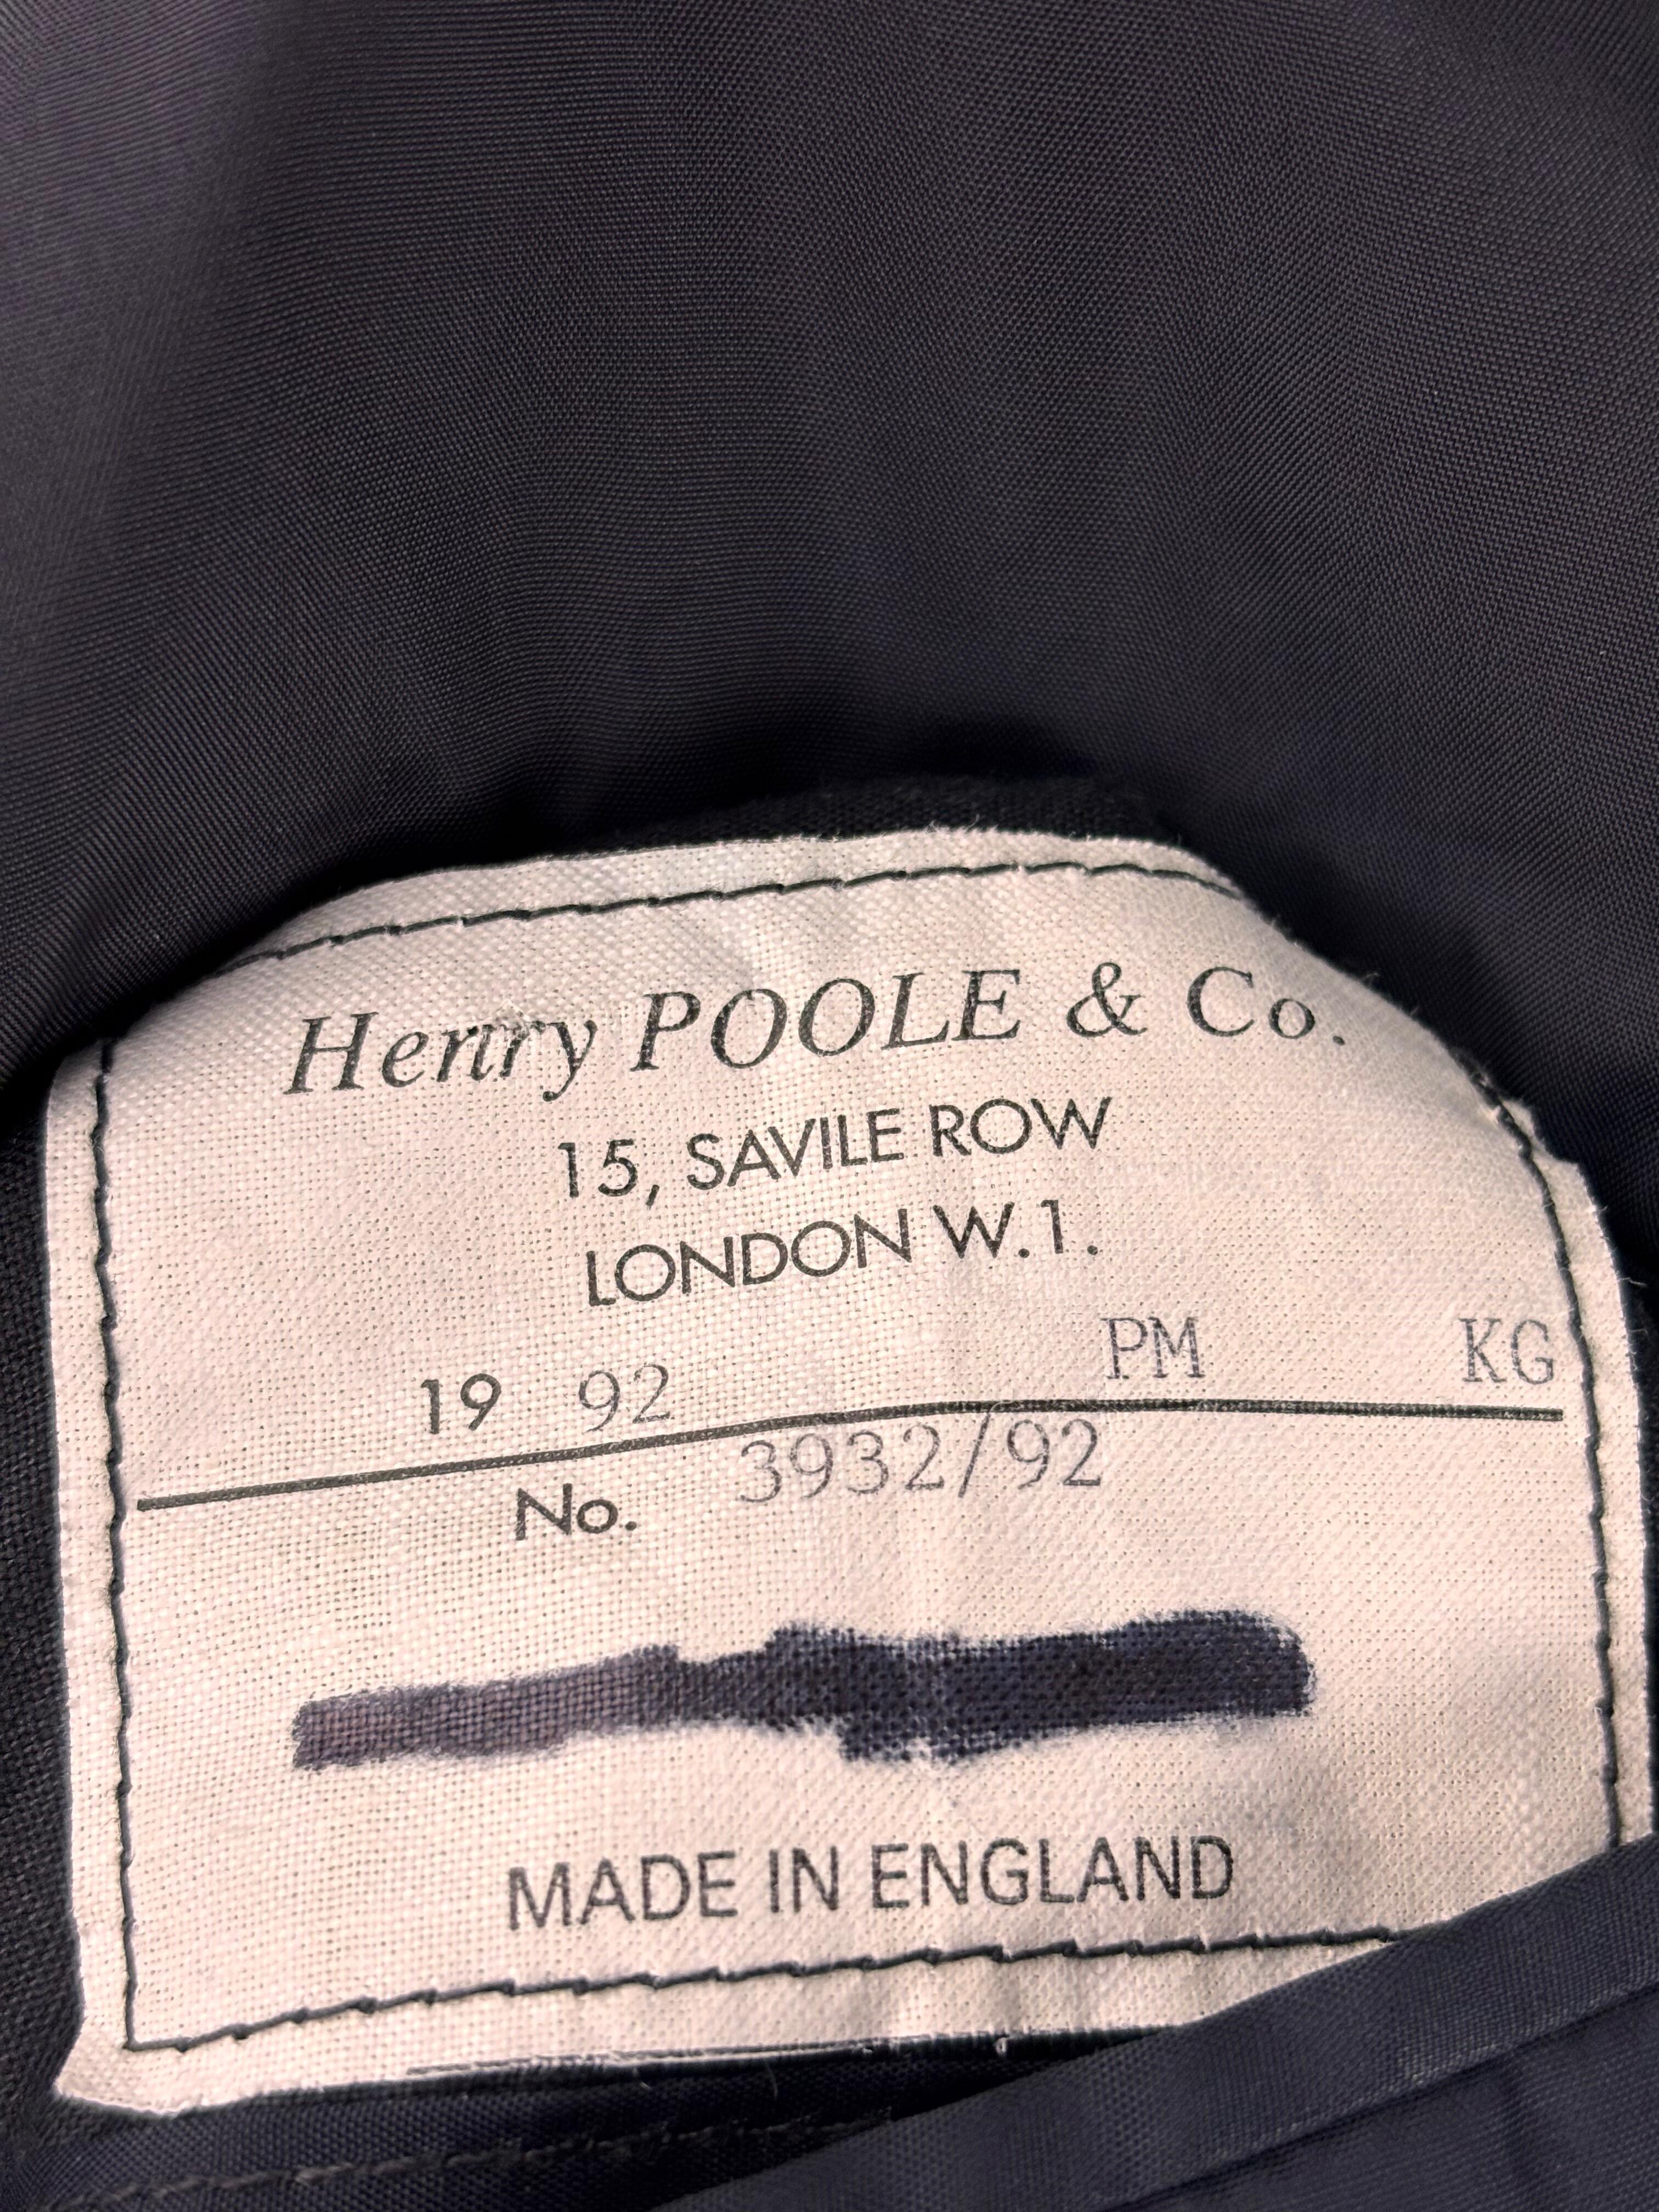 Henry POOLE & Co.
15, SAVILE ROW
LONDON W.1.
19 92 PM KG
No. 3932/92
MADE IN ENGLAND